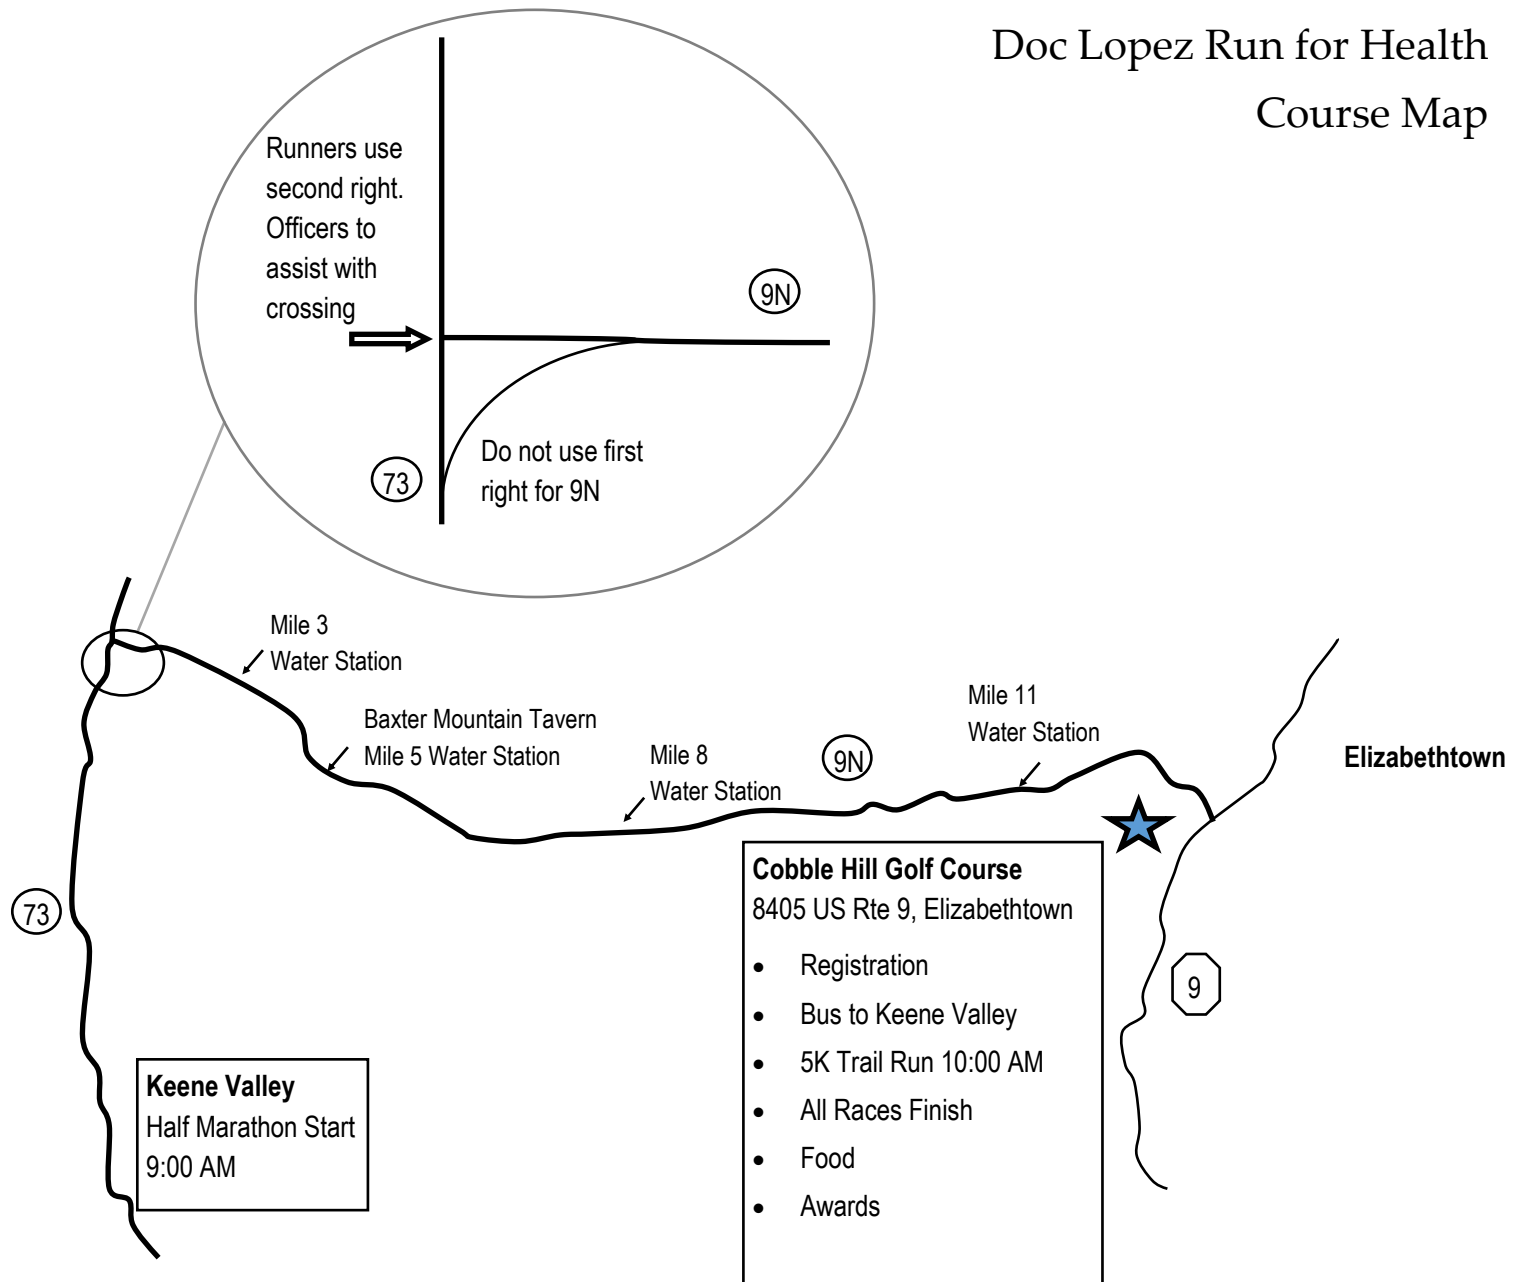 Doc Lopez Run for Health
Course Map
Runners use
second right.
Officers to
assist with
crossing
9N
Do not use first
right for 9N
73
Mile 3
Water Station
Baxter Mountain Tavern
Mile 5 Water Station
Mile 8
Water Station
9N
Mile 11
Water Station
Elizabethtown
73
Cobble Hill Golf Course
8405 US Rte 9, Elizabethtown
• Registration
• Bus to Keene Valley
• 5K Trail Run 10:00 AM
• All Races Finish
• Food
• Awards
9
Keene Valley
Half Marathon Start
9:00 AM